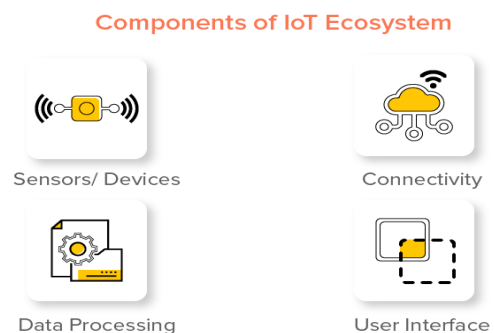 Components of IoT Ecosystem
Sensors/ Devices
Connectivity
Data Processing
User Interface